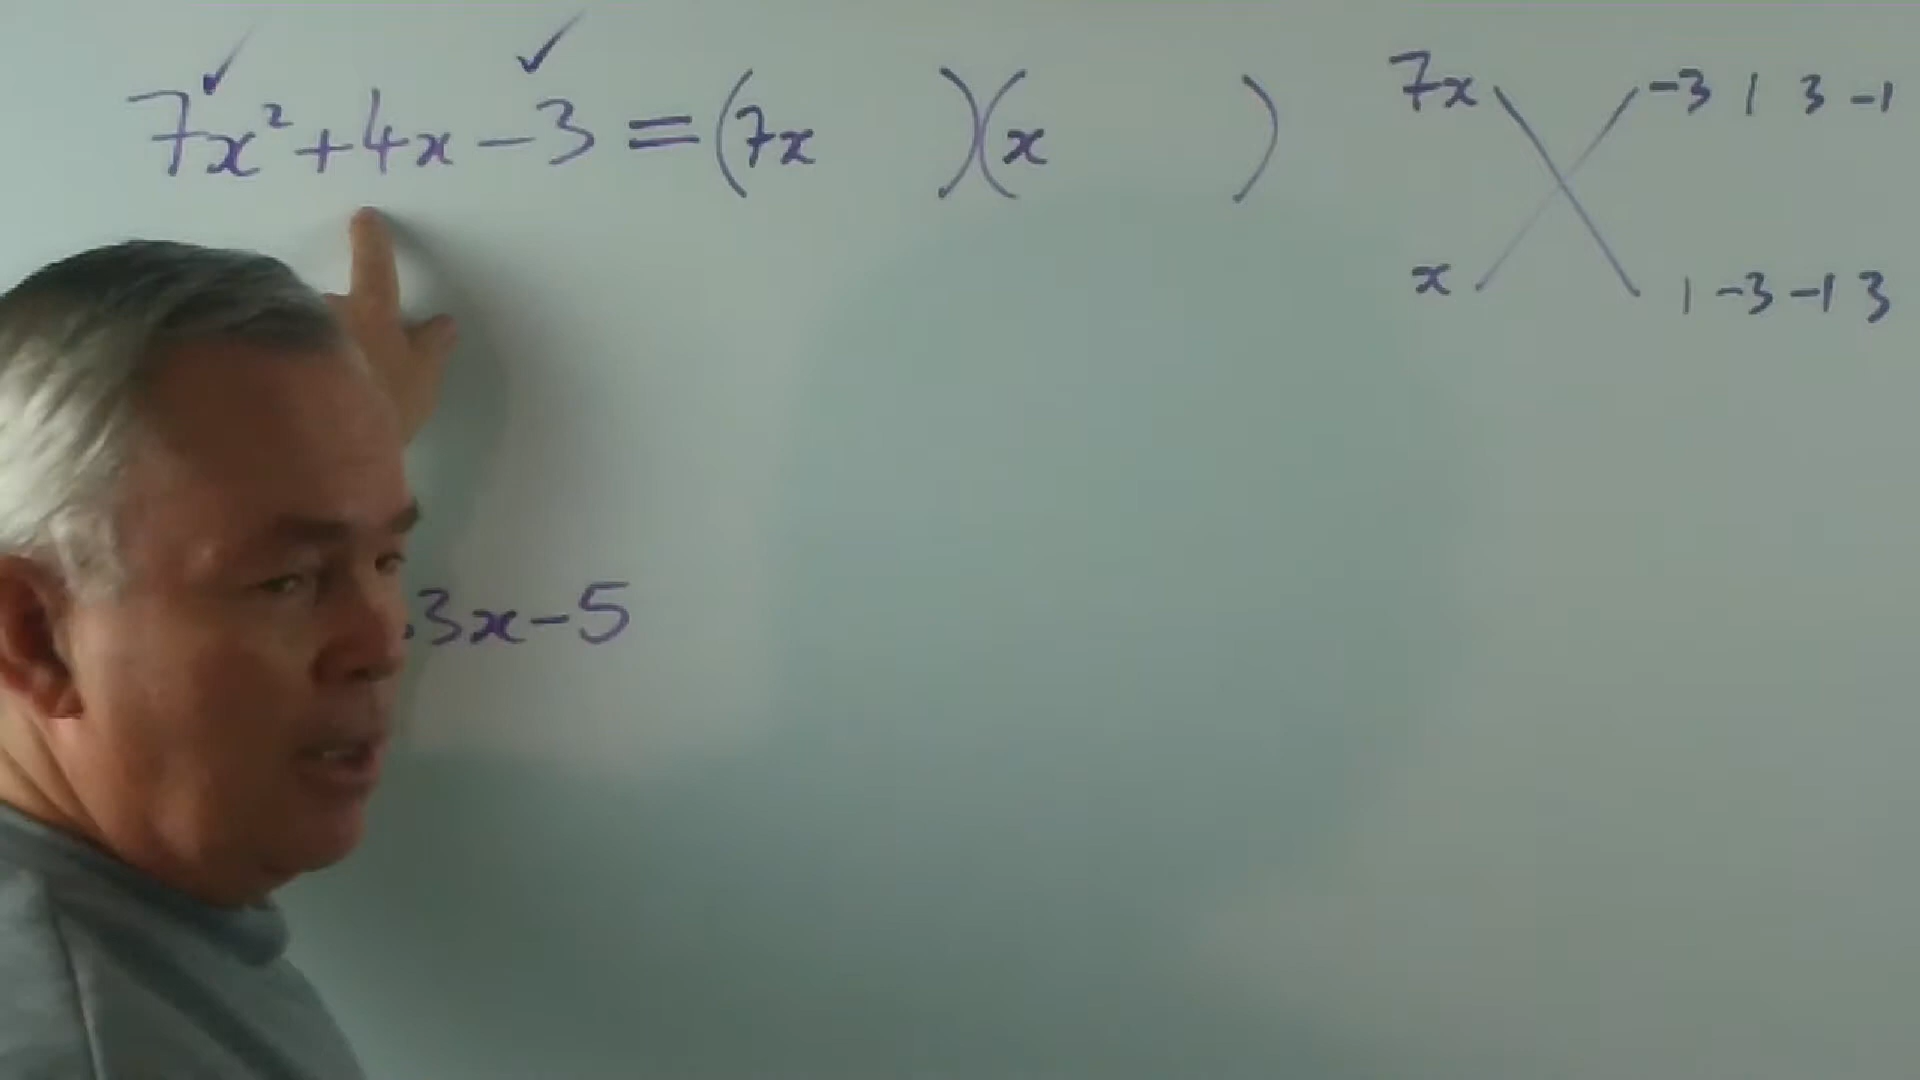 7x² + 4x - 3 = (7x )(x )
7x -3 1 3 -1
x 1 -3 -1 3
3x - 5